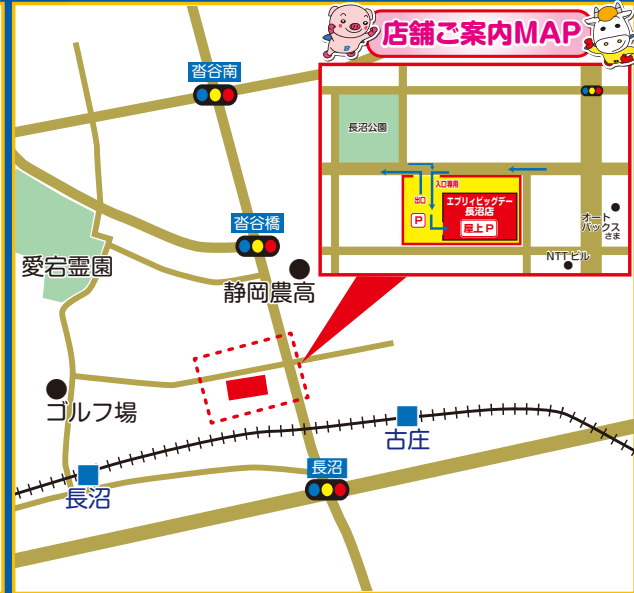 店舗ご案内MAP
B
沓谷南
長沼公園
入口専用
出口
エブリィビッグデー
長沼店
P
屋上 P
オート
バックス
さま
NTTビル
沓谷橋
愛宕霊園
静岡農高
ゴルフ場
古庄
長沼
長沼